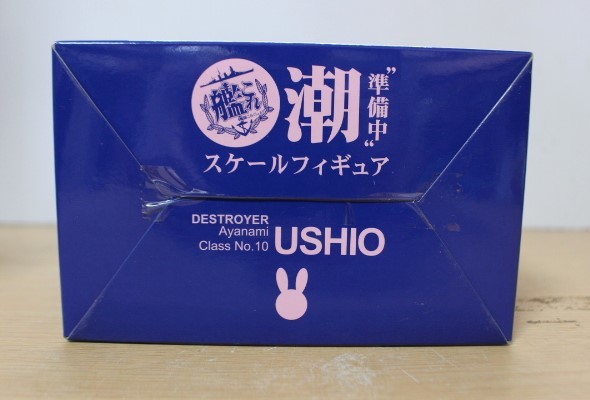 艦これ
潮
”準備中“
スケールフィギュア
DESTROYER
Ayanami
Class No.10
USHIO